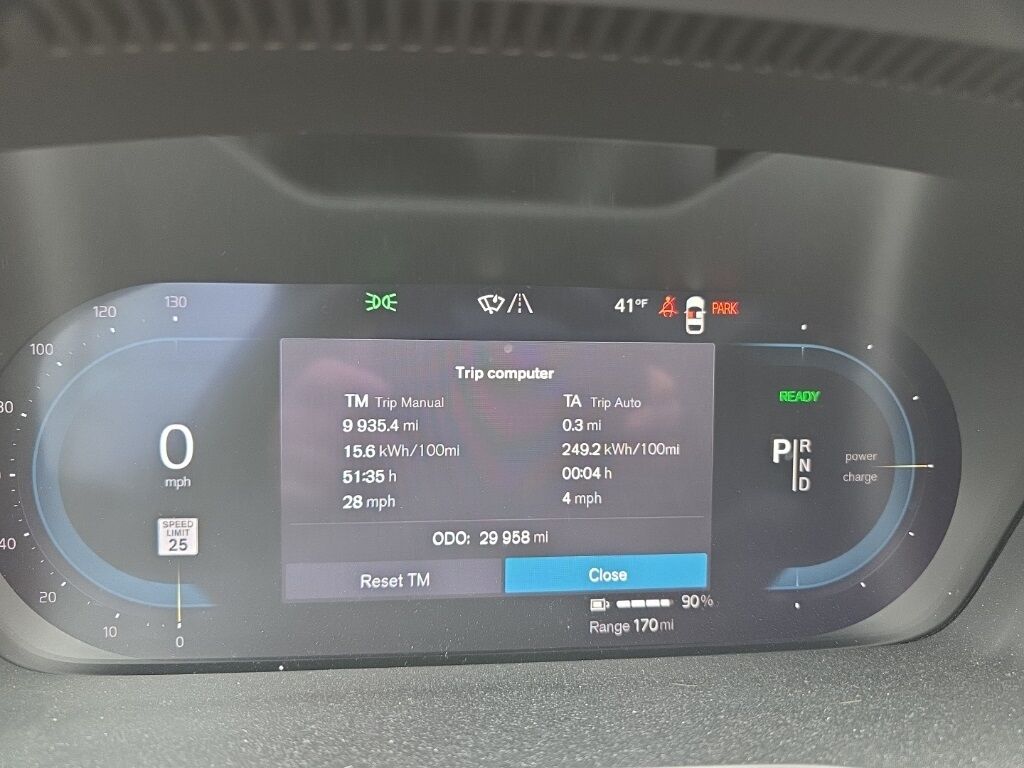 130
120
100
80
40
20
10
0
0
mph
SPEED
LIMIT
25
41°F
PARK
Trip computer
TM Trip Manual
9 935.4 mi
15.6 kWh/100mi
51:35 h
28 mph
TA Trip Auto
0.3 mi
249.2 kWh/100mi
00:04 h
4 mph
ODO: 29 958 mi
Reset TM
Close
90%
Range 170 mi
READY
P R
N
D
power
charge